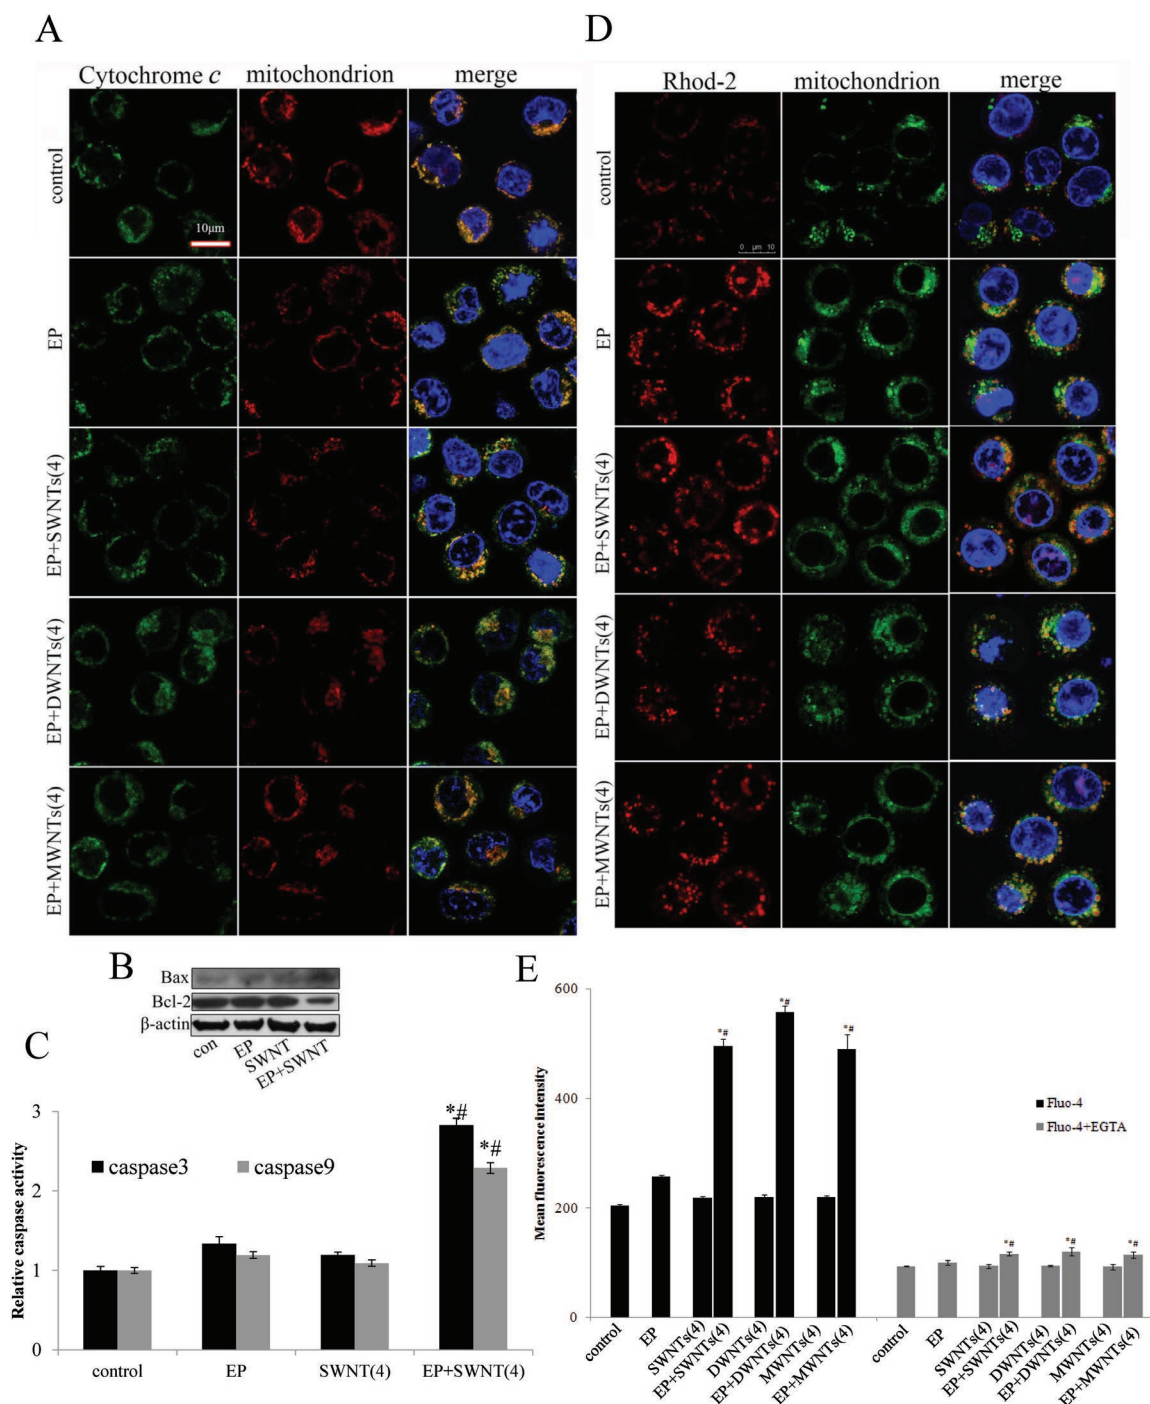 A
Cytochrome c mitochondrion merge
control
10μm
EP
EP+SWNTs(4)
EP+DWNTs(4)
EP+MWNTs(4)
D
Rhod-2 mitochondrion merge
control
0 μm 10
EP
EP+SWNTs(4)
EP+DWNTs(4)
EP+MWNTs(4)
B
Bax
Bcl-2
β-actin
con EP SWNT EP+SWNT
C
Relative caspase activity
3
2
1
0
caspase3 caspase9
*#
*#
control EP SWNT(4) EP+SWNT(4)
E
Mean fluorescence intensity
600
400
200
0
*# *# *#
Fluo-4
Fluo-4+EGTA
*# *# *#
control EP SWNTs(4) EP+SWNTs(4) DWNTs(4) EP+DWNTs(4) MWNTs(4) EP+MWNTs(4) control EP SWNTs(4) EP+SWNTs(4) DWNTs(4) EP+DWNTs(4) MWNTs(4) EP+MWNTs(4)